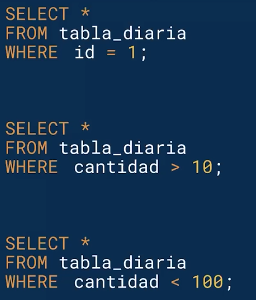 SELECT *
FROM tabla_diaria
WHERE id = 1;
SELECT *
FROM tabla_diaria
WHERE cantidad > 10;
SELECT *
FROM tabla_diaria
WHERE cantidad < 100;